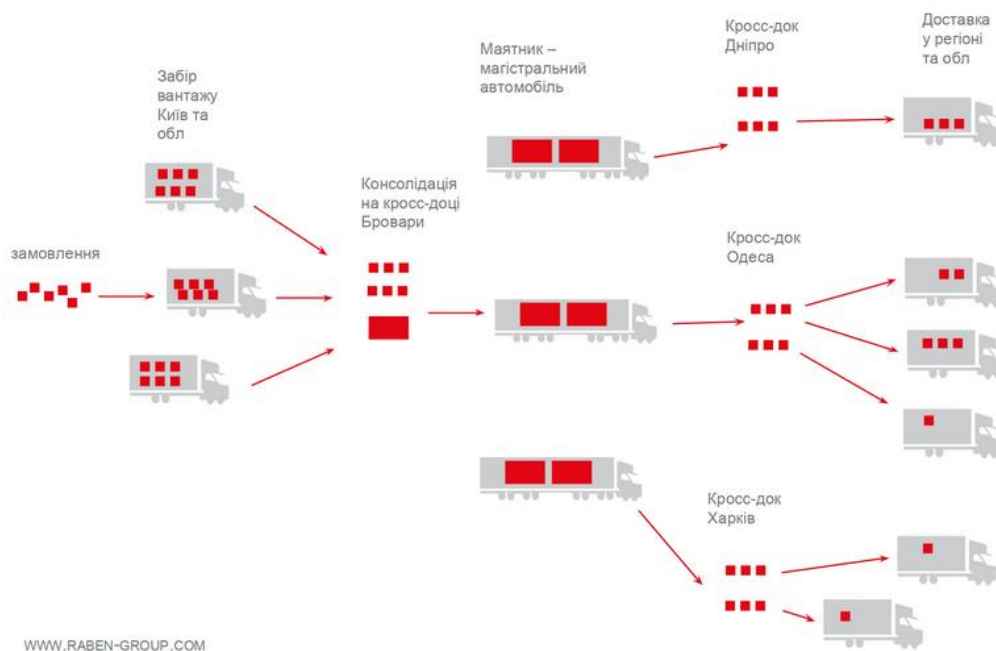 Забір
вантажу
Київ та
обл
Маятник –
магістральний
автомобіль
Кросс-док
Дніпро
Доставка
у регіоні
та обл
замовлення
Консолідація
на кросс-доці
Бровари
Кросс-док
Одеса
Кросс-док
Харків
WWW.RABEN-GROUP.COM